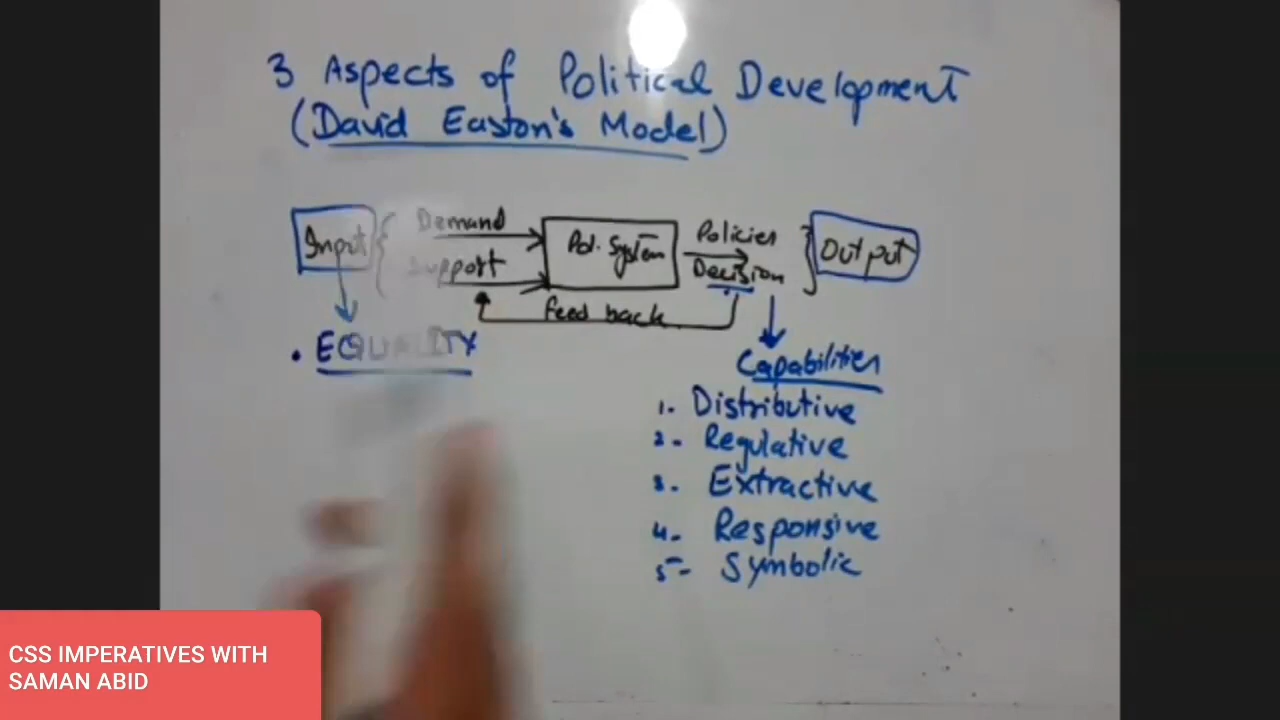 3 Aspects of Political Development
(David Easton's Model)
Input
Demand
Support
Pol. System
Policies
Decision
Output
Feed back
. EQUALITY
Capabilities
1- Distributive
2- Regulative
3- Extractive
4- Responsive
5- Symbolic
CSS IMPERATIVES WITH
SAMAN ABID